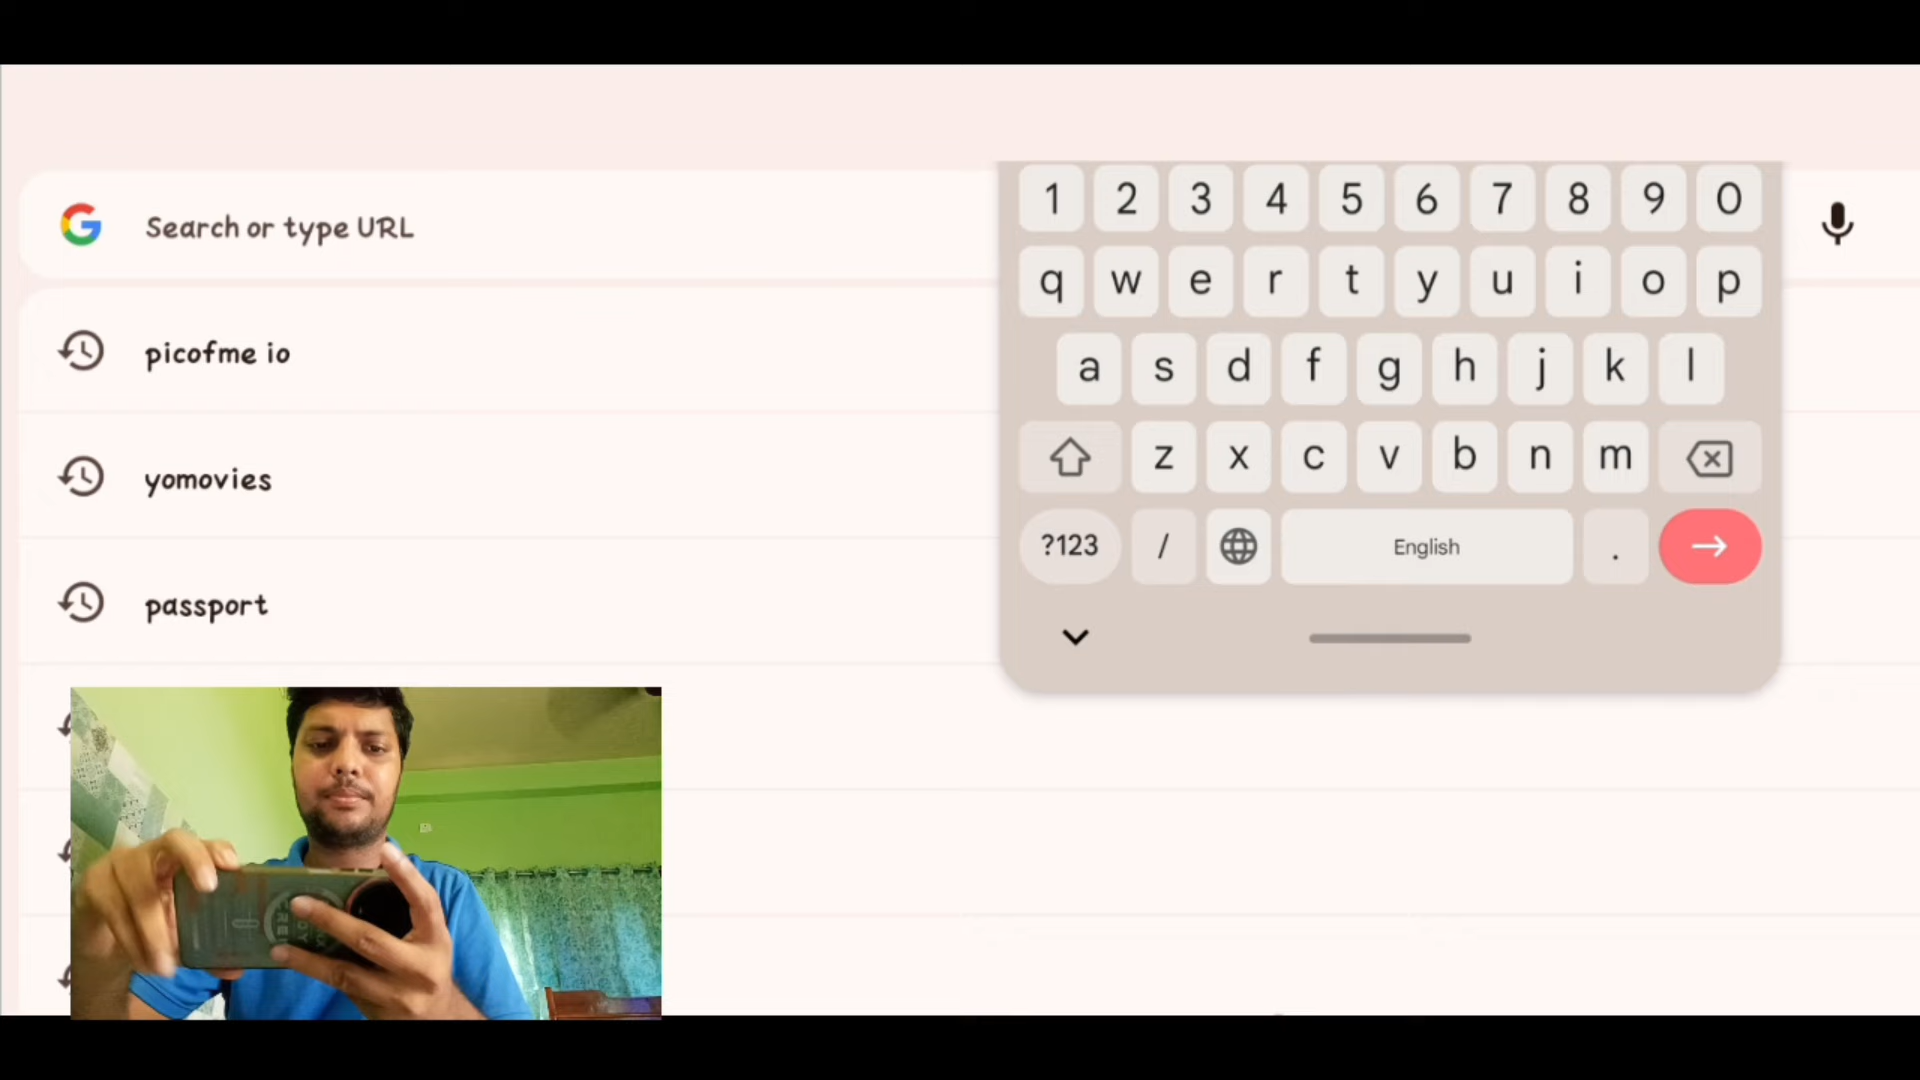 Search or type URL
picofme io
yomovies
passport
1 2 3 4 5 6 7 8 9 0
q w e r t y u i o p
a s d f g h j k l
z x c v b n m
?123 / English .